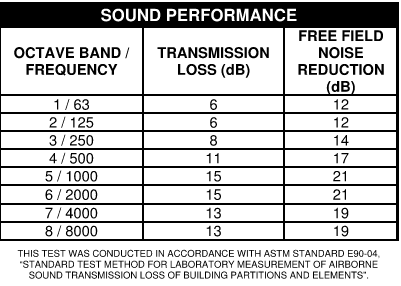 SOUND PERFORMANCE
OCTAVE BAND / FREQUENCY TRANSMISSION LOSS (dB) FREE FIELD NOISE REDUCTION (dB)
1 / 63 6 12
2 / 125 6 12
3 / 250 8 14
4 / 500 11 17
5 / 1000 15 21
6 / 2000 15 21
7 / 4000 13 19
8 / 8000 13 19
THIS TEST WAS CONDUCTED IN ACCORDANCE WITH ASTM STANDARD E90-04,
"STANDARD TEST METHOD FOR LABORATORY MEASUREMENT OF AIRBORNE
SOUND TRANSMISSION LOSS OF BUILDING PARTITIONS AND ELEMENTS".